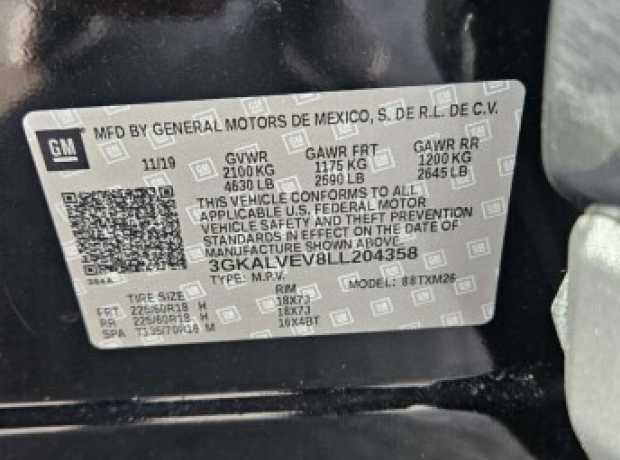 GM
MFD BY GENERAL MOTORS DE MEXICO, S. DE R.L. DE C.V.
11/19 GVWR GAWR FRT GAWR RR
2100 KG 1175 KG 1200 KG
4630 LB 2590 LB 2645 LB
THIS VEHICLE CONFORMS TO ALL
APPLICABLE U.S. FEDERAL MOTOR
VEHICLE SAFETY AND THEFT PREVENTION
STANDARDS IN EFFECT ON THE DATE OF
MANUFACTURE SHOWN ABOVE.
3GKALVEV8LL204358
TYPE: M.P.V. MODEL: 88TXM26
TIRE SIZE RIM
FRT 225/60R18 H 18X7J
RR 225/60R18 H 18X7J
SPA T135/70R16 M 16X4BT